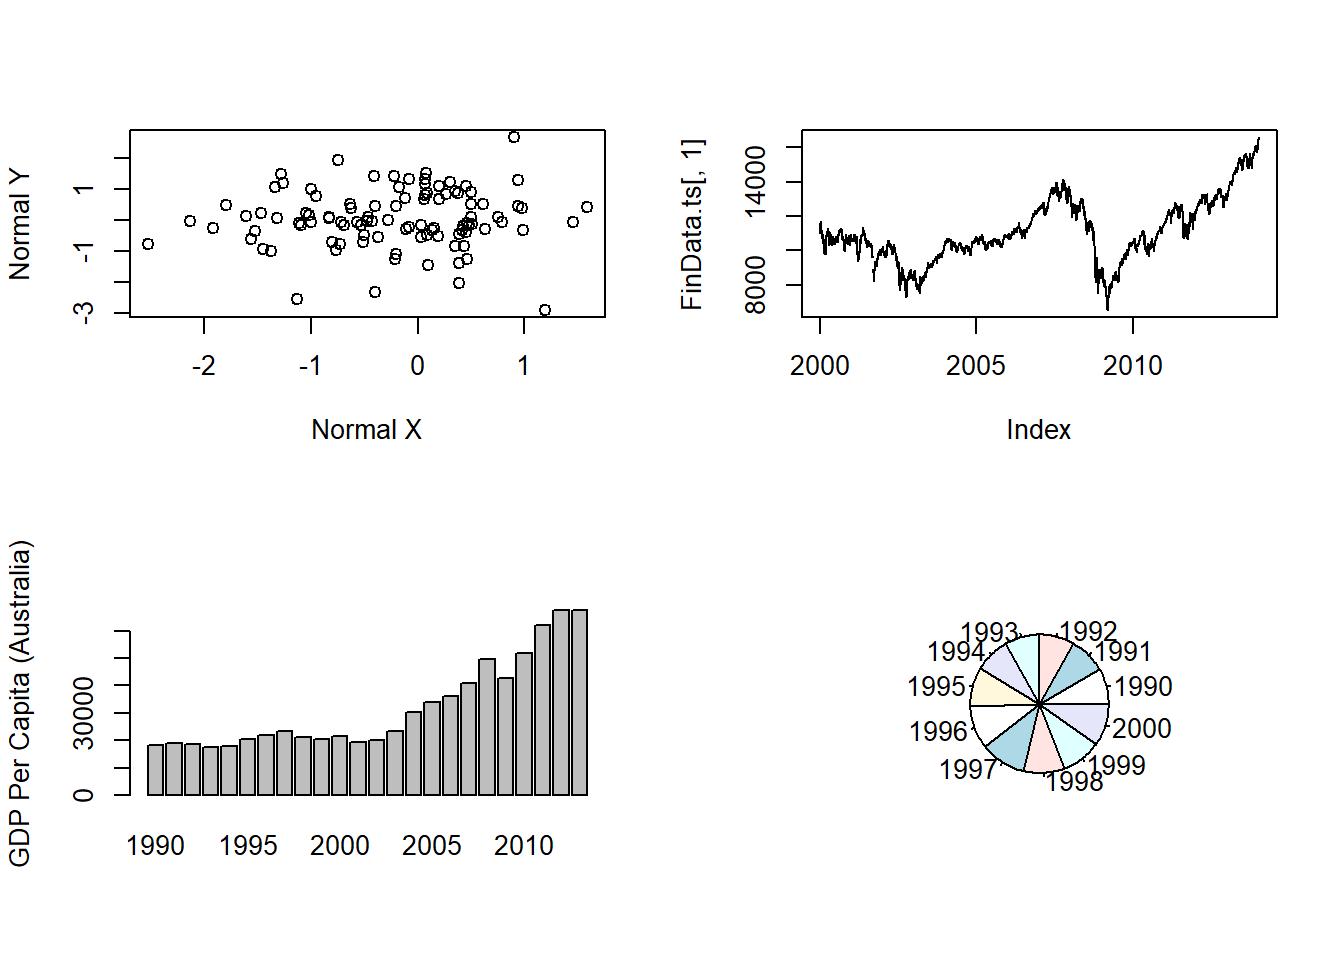 Normal Y
1
-1
-3
-2 -1 0 1
Normal X
FinData.ts[, 1]
14000
8000
2000 2005 2010
Index
GDP Per Capita (Australia)
30000
0
1990 1995 2000 2005 2010
1993 1992
1994 1991
1995 1990
1996 2000
1997 1999
1998